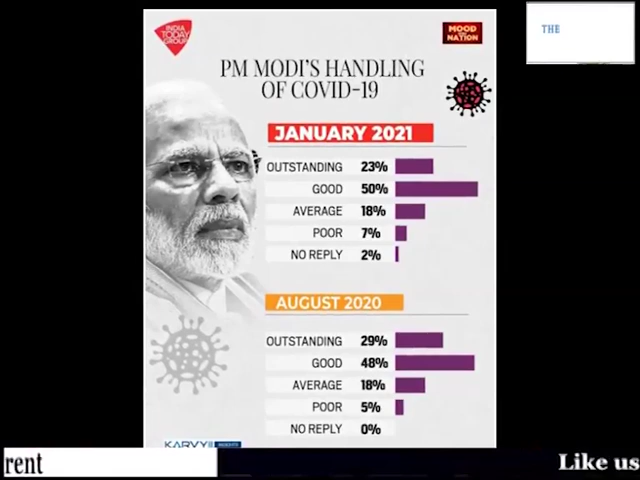 INDIA
TODAY
GROUP
MOOD
NATION
THE
PM MODI'S HANDLING
OF COVID-19
JANUARY 2021
OUTSTANDING 23%
GOOD 50%
AVERAGE 18%
POOR 7%
NO REPLY 2%
AUGUST 2020
OUTSTANDING 29%
GOOD 48%
AVERAGE 18%
POOR 5%
NO REPLY 0%
KARVY INSIGHTS
rent
Like us